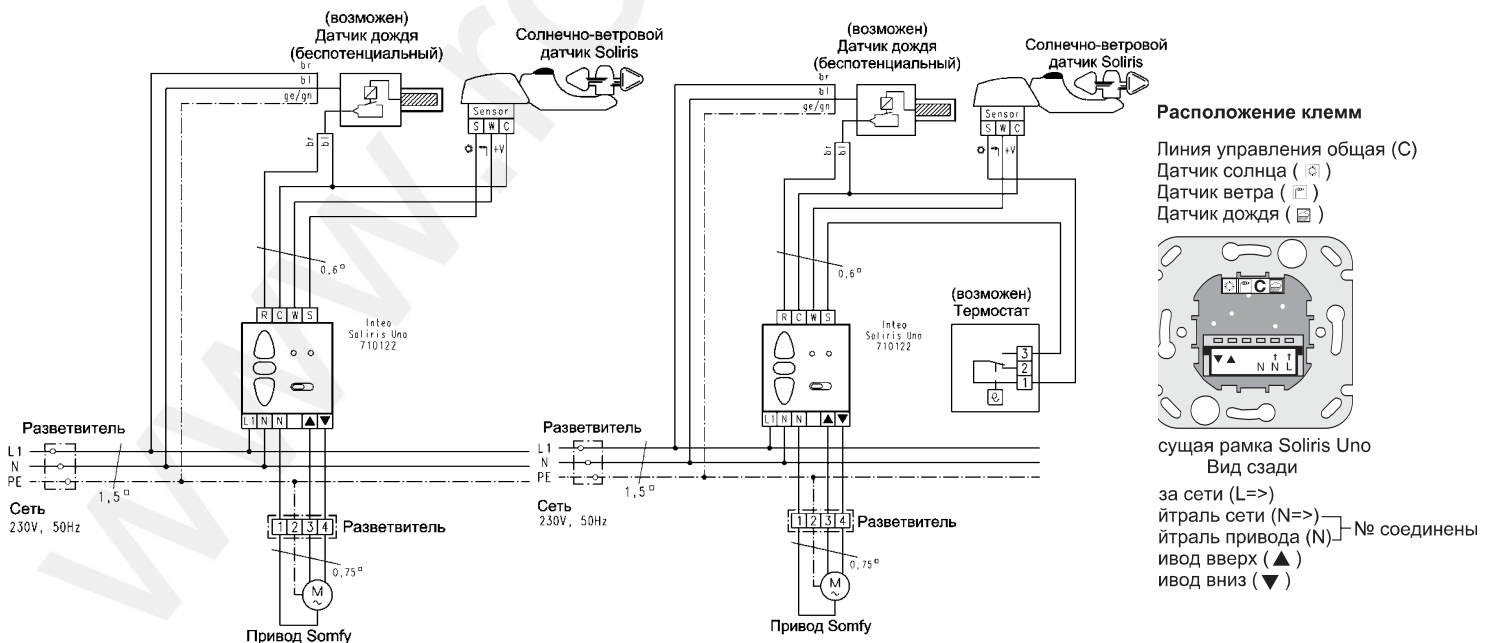 (возможен)
Датчик дождя
(беспотенциальный)
Солнечно-ветровой
датчик Soliris
br
bl
ge/gn
Sensor
S W C
+V
br
bl
0,6
R C W S
Inteo
Soliris Uno
710122
L1 N N ▲ ▼
Разветвитель
L1
N
PE
1,5
Сеть
230V, 50Hz
1 2 3 4
Разветвитель
0,75
M
~
Привод Somfy
(возможен)
Датчик дождя
(беспотенциальный)
Солнечно-ветровой
датчик Soliris
br
bl
ge/gn
Sensor
S W C
+V
br
bl
0,6
(возможен)
Термостат
3
2
1
R C W S
Inteo
Soliris Uno
710122
L1 N N ▲ ▼
Разветвитель
L1
N
PE
1,5
Сеть
230V, 50Hz
1 2 3 4
Разветвитель
0,75
M
~
Привод Somfy
Расположение клемм
Линия управления общая (C)
Датчик солнца ( )
Датчик ветра ( )
Датчик дождя ( )
C
▼ ▲ N N L
сущая рамка Soliris Uno
Вид сзади
за сети (L=>)
йтраль сети (N=>)
йтраль привода (N)
№ соединены
ивод вверх (▲)
ивод вниз (▼)
www.r